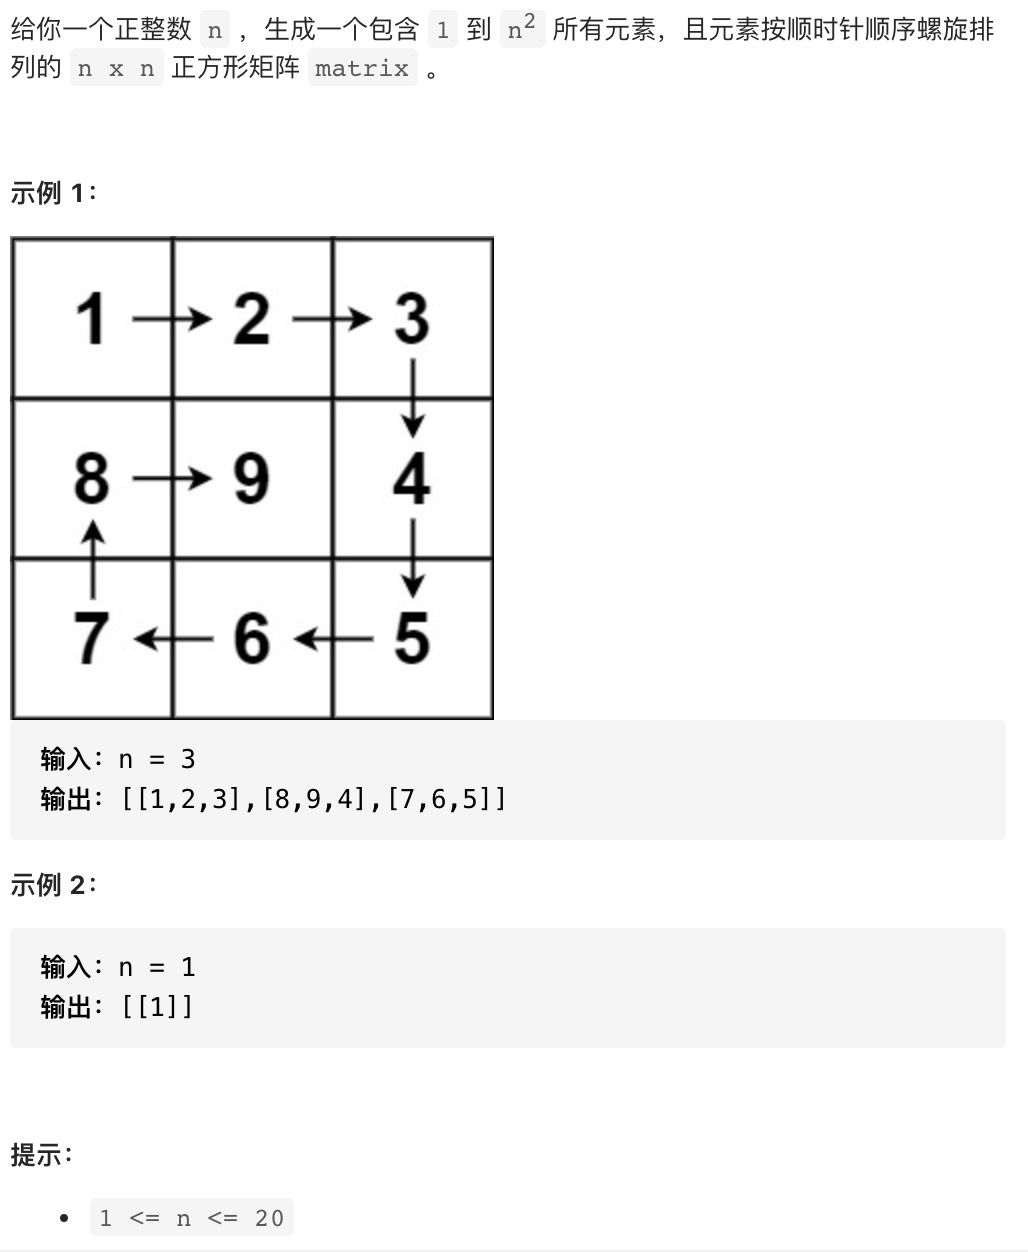 给你一个正整数 n ，生成一个包含 1 到 n² 所有元素，且元素按顺时针顺序螺旋排
列的 n x n 正方形矩阵 matrix 。
示例 1：
1 2 3
8 9 4
7 6 5
输入：n = 3
输出：[[1,2,3],[8,9,4],[7,6,5]]
示例 2：
输入：n = 1
输出：[[1]]
提示：
1 <= n <= 20